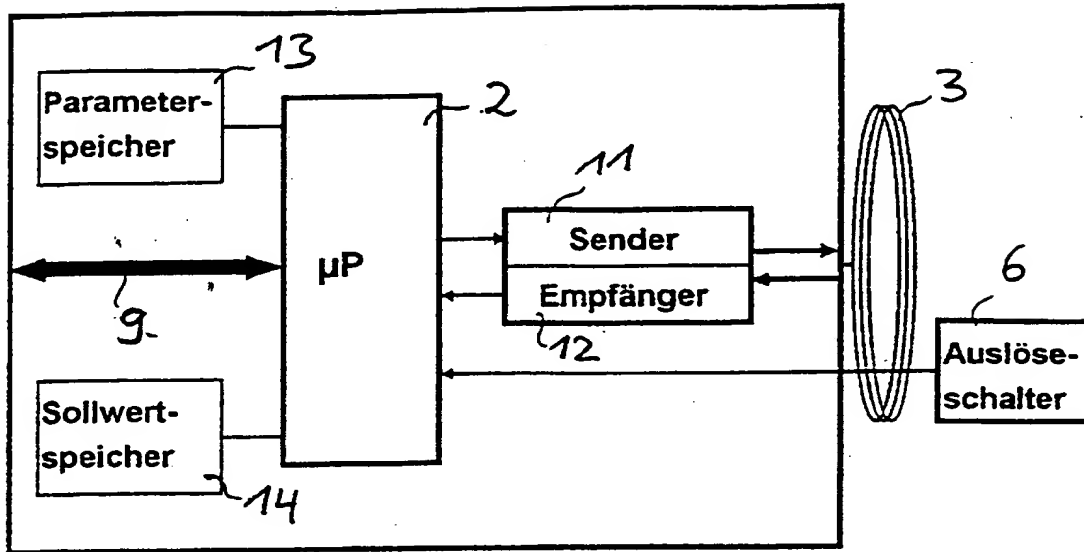 13
Parameter-
speicher
2
3
11
Sender
µP
Empfänger
12
9
6
Auslöse-
schalter
Sollwert-
speicher
14